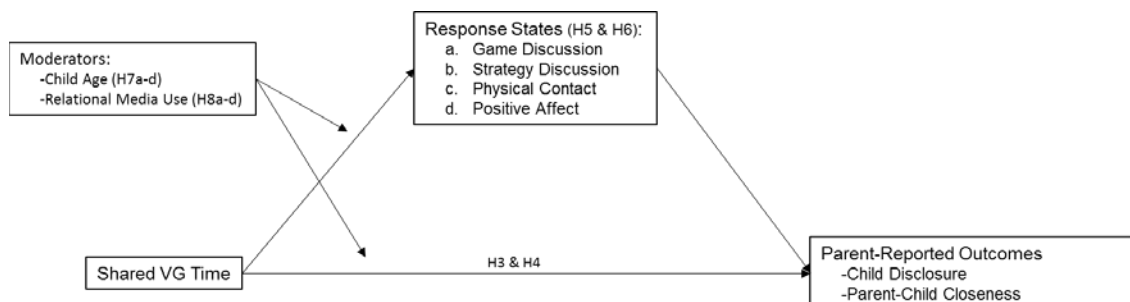 Response States (H5 & H6):
a. Game Discussion
b. Strategy Discussion
c. Physical Contact
d. Positive Affect
Moderators:
-Child Age (H7a-d)
-Relational Media Use (H8a-d)
Shared VG Time
H3 & H4
Parent-Reported Outcomes
-Child Disclosure
-Parent-Child Closeness